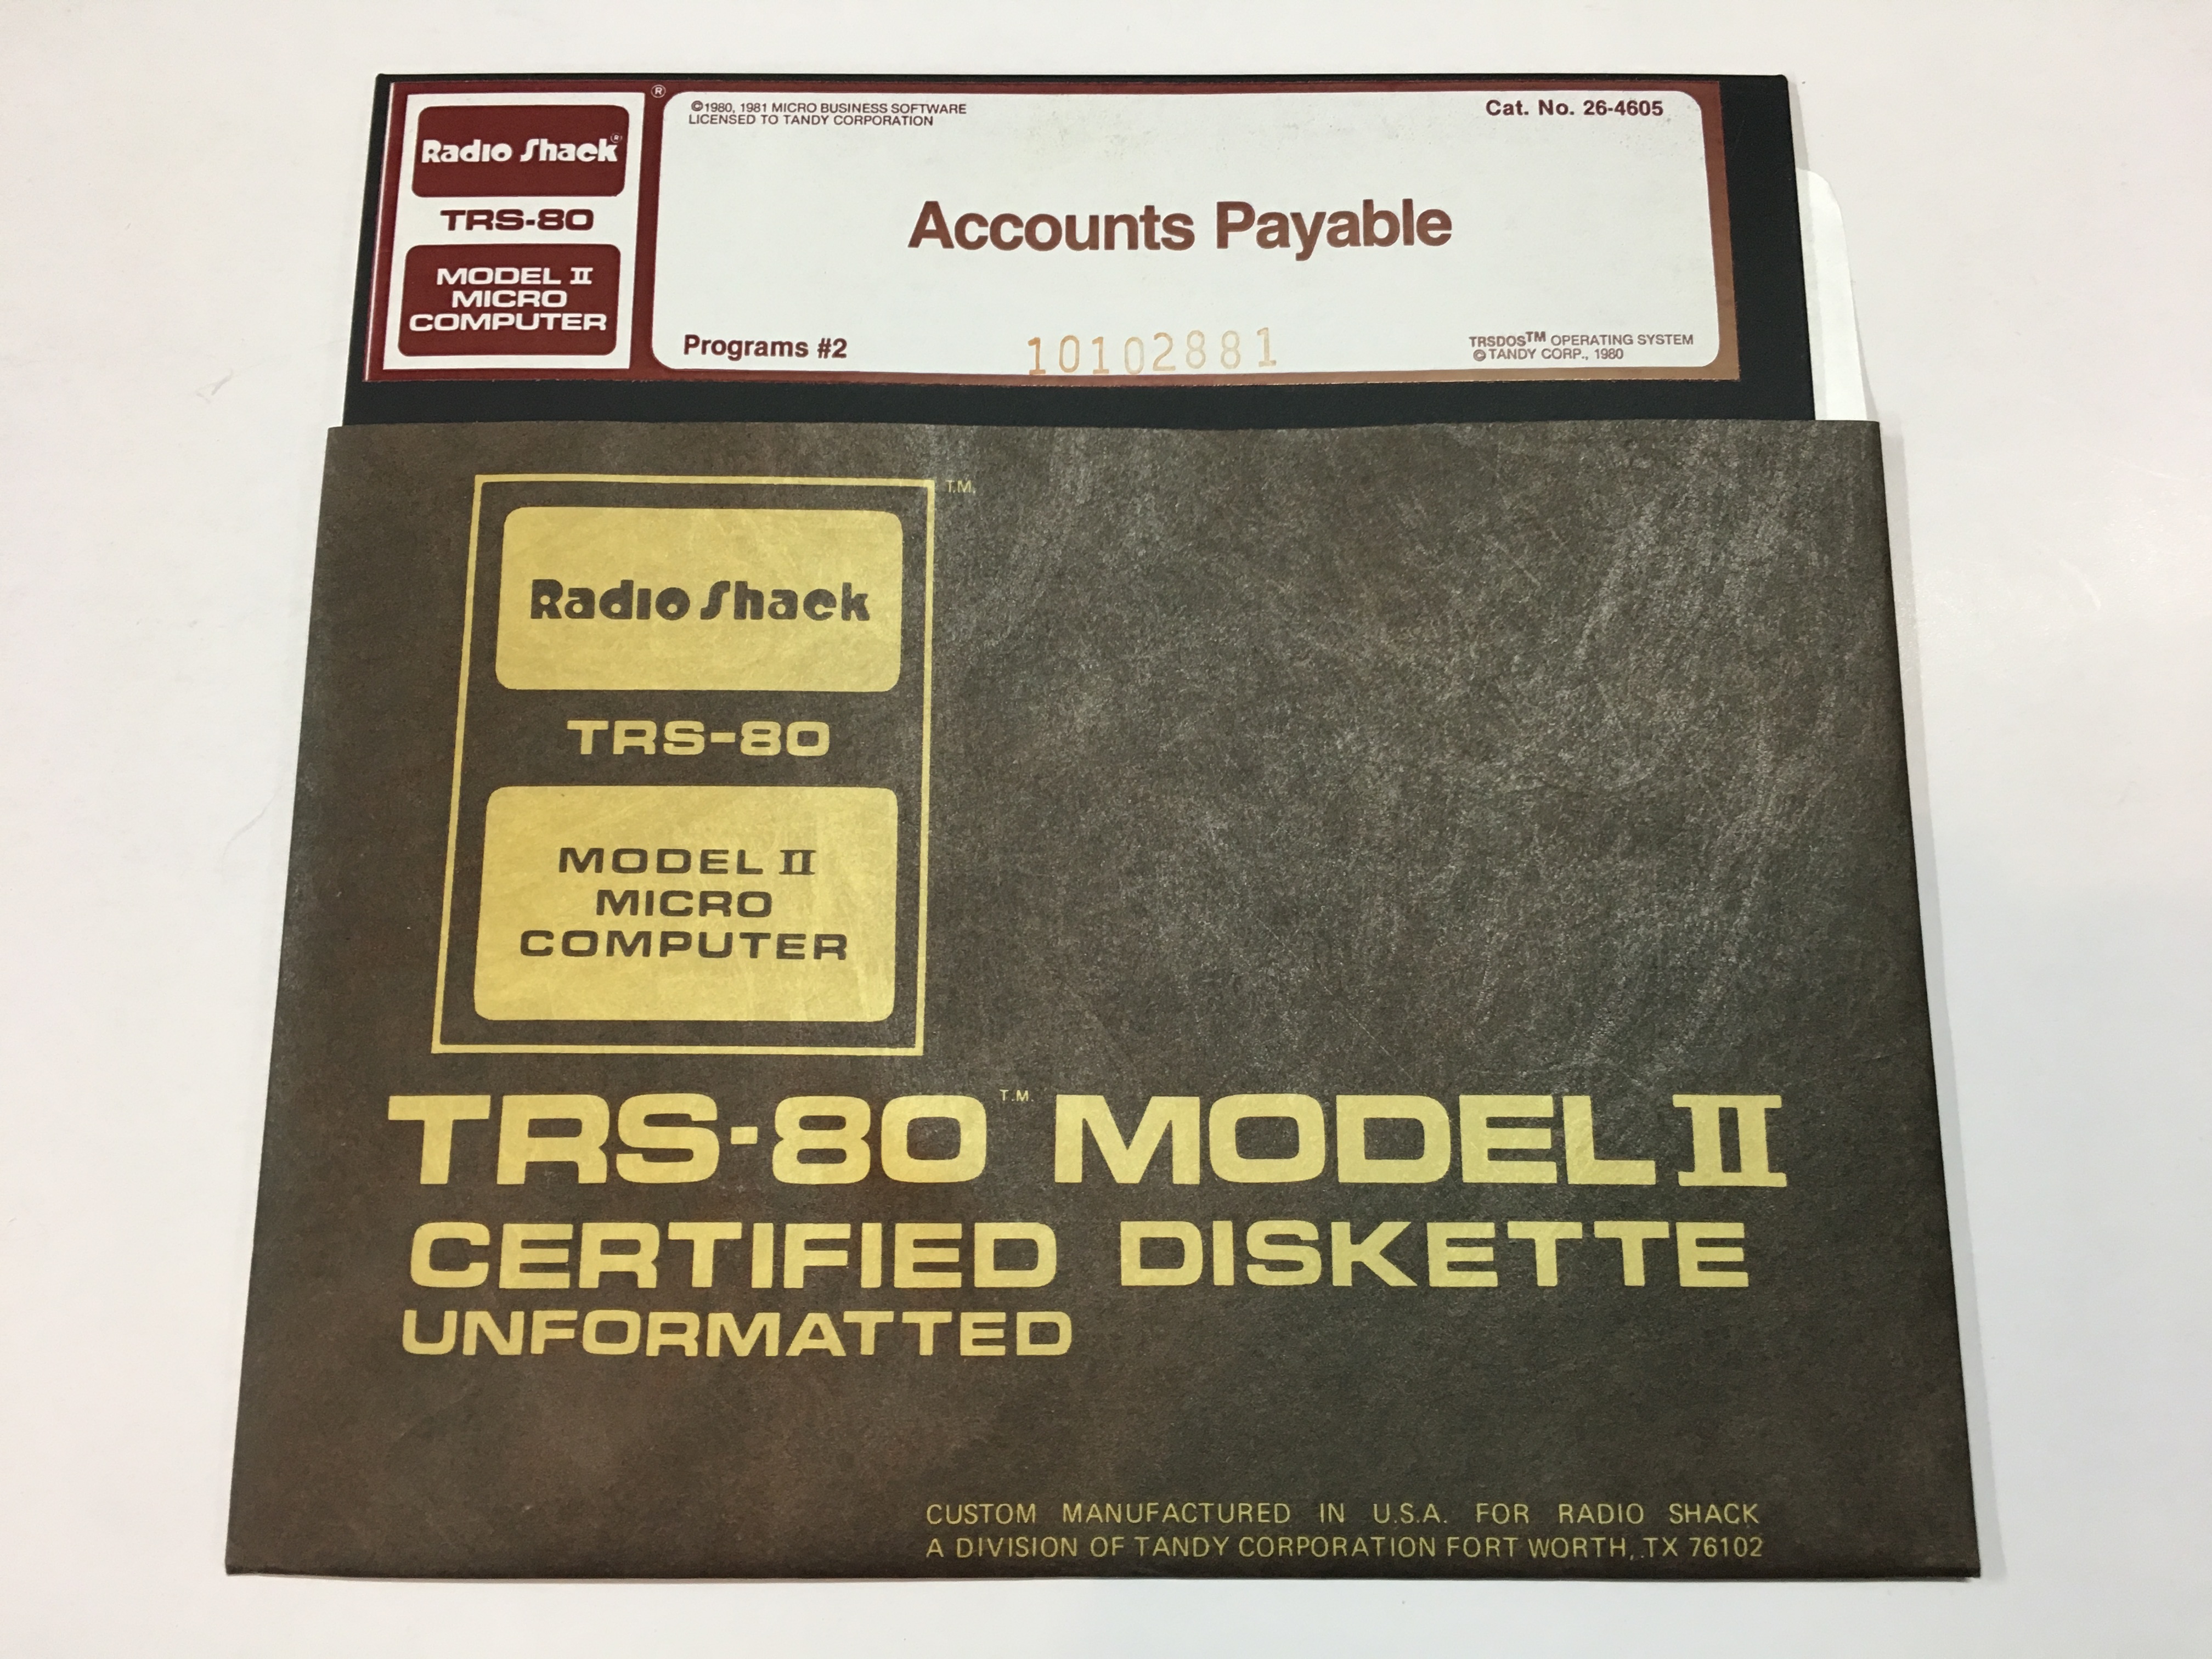 ®
©1980, 1981 MICRO BUSINESS SOFTWARE
LICENSED TO TANDY CORPORATION
Cat. No. 26-4605
Radio Shack®
TRS-80
MODEL II
MICRO
COMPUTER
Accounts Payable
Programs #2
10102881
TRSDOS™ OPERATING SYSTEM
© TANDY CORP., 1980
T.M.
Radio Shack
TRS-80
MODEL II
MICRO
COMPUTER
TRS-80 T.M. MODEL II
CERTIFIED DISKETTE
UNFORMATTED
CUSTOM MANUFACTURED IN U.S.A. FOR RADIO SHACK
A DIVISION OF TANDY CORPORATION FORT WORTH, TX 76102